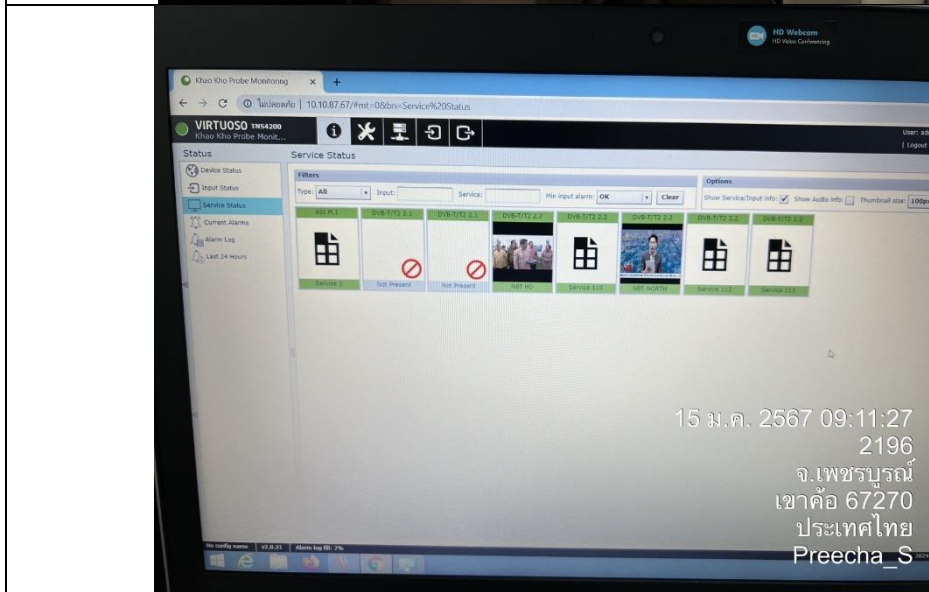 HD Webcam
HD Video Conferencing
Khao Kho Probe Monitoring
ไม่ปลอดภัย | 10.10.87.67/#mt=0&bn=Service%20Status
VIRTUOSO TNS4200
Khao Kho Probe Monit...
User: ad
[ Logout
Status
Service Status
Device Status
Input Status
Service Status
Current Alarms
Alarm Log
Last 24 Hours
Filters
Type: All Input: Service: Min input alarm: OK Clear
Options
Show Service/Input info: Show Audio info: Thumbnail size: 100px
ASI M.1 DVB-T/T2 2.1 DVB-T/T2 2.1 DVB-T/T2 2.2 DVB-T/T2 2.2 DVB-T/T2 2.2 DVB-T/T2 2.2 DVB-T/T2 2.2
Service 2 Not Present Not Present NBT HD Service 110 NBT-NORTH Service 112 Service 113
15 ม.ค. 2567 09:11:27
2196
จ.เพชรบูรณ์
เขาค้อ 67270
ประเทศไทย
Preecha_S
No config name v2.8.31 Alarm log fill: 7%